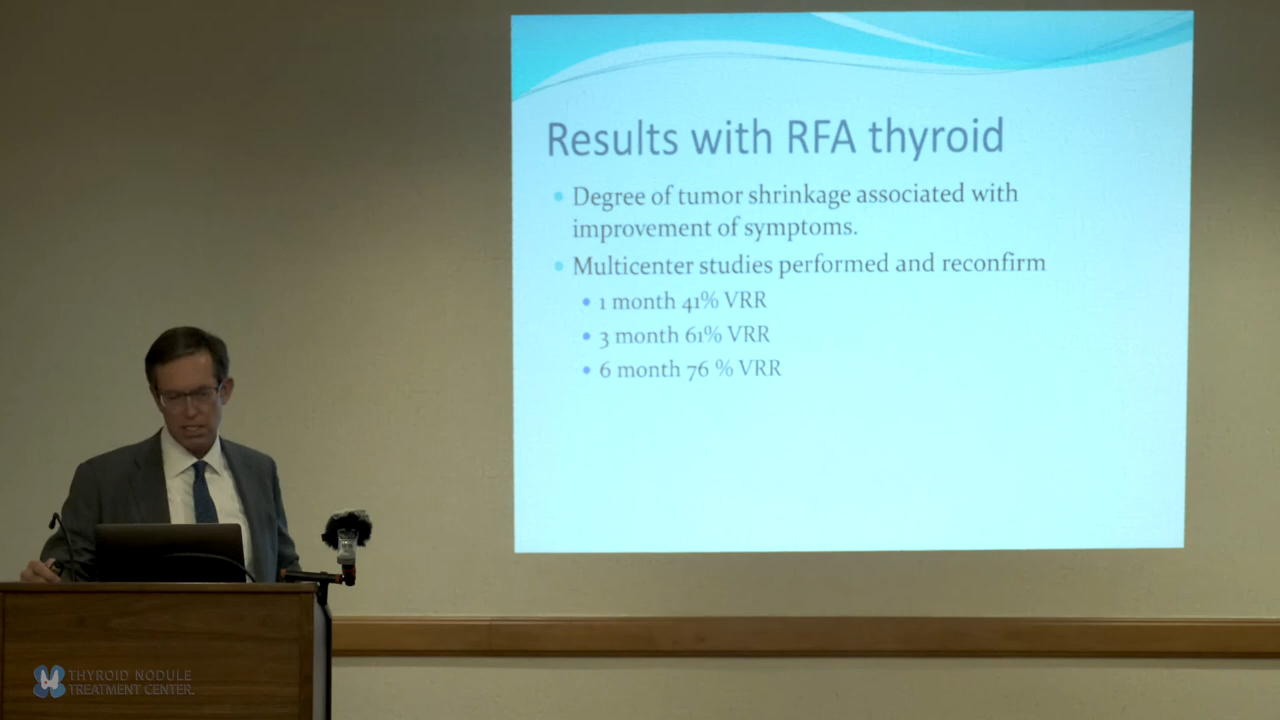 Results with RFA thyroid
• Degree of tumor shrinkage associated with
improvement of symptoms.
• Multicenter studies performed and reconfirm
• 1 month 41% VRR
• 3 month 61% VRR
• 6 month 76 % VRR
THYROID NODULE
TREATMENT CENTER.